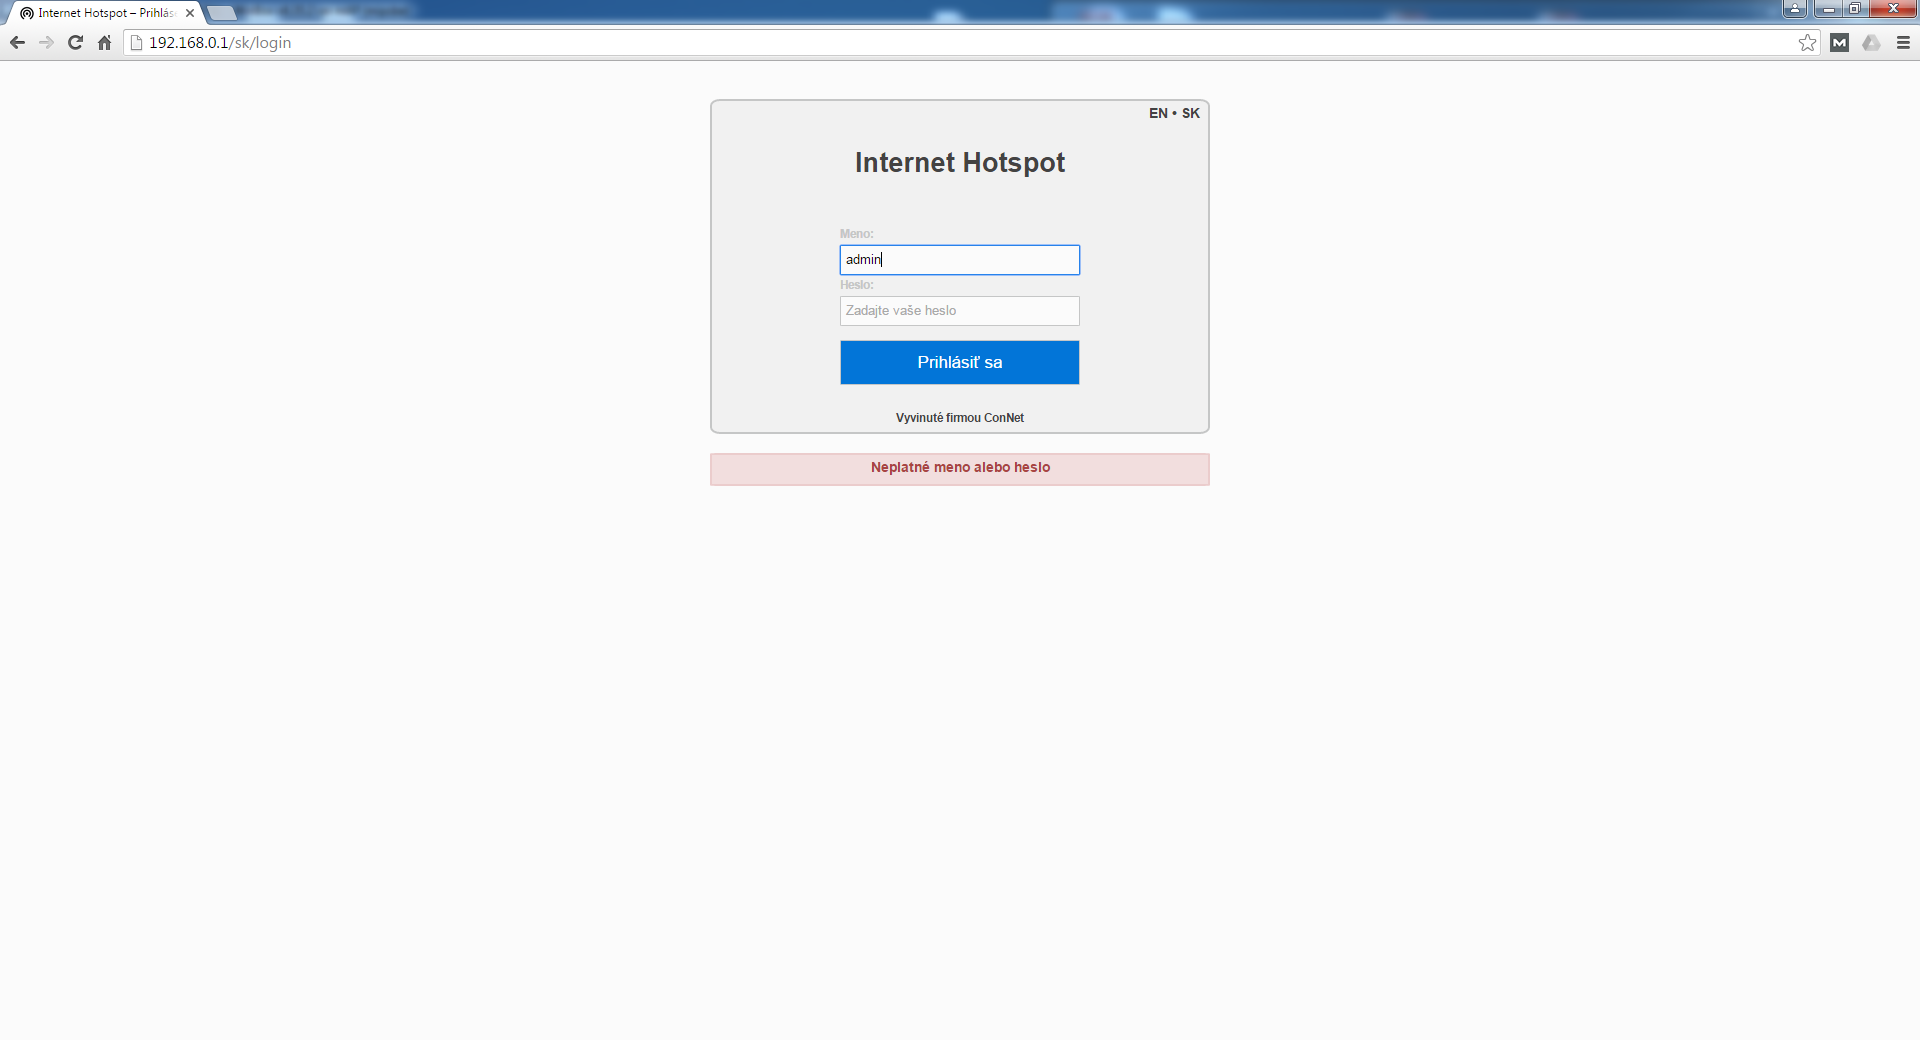 Internet Hotspot – Prihlás
192.168.0.1/sk/login
EN • SK
Internet Hotspot
Meno:
admin
Heslo:
Zadajte vaše heslo
Prihlásiť sa
Vyvinuté firmou ConNet
Neplatné meno alebo heslo